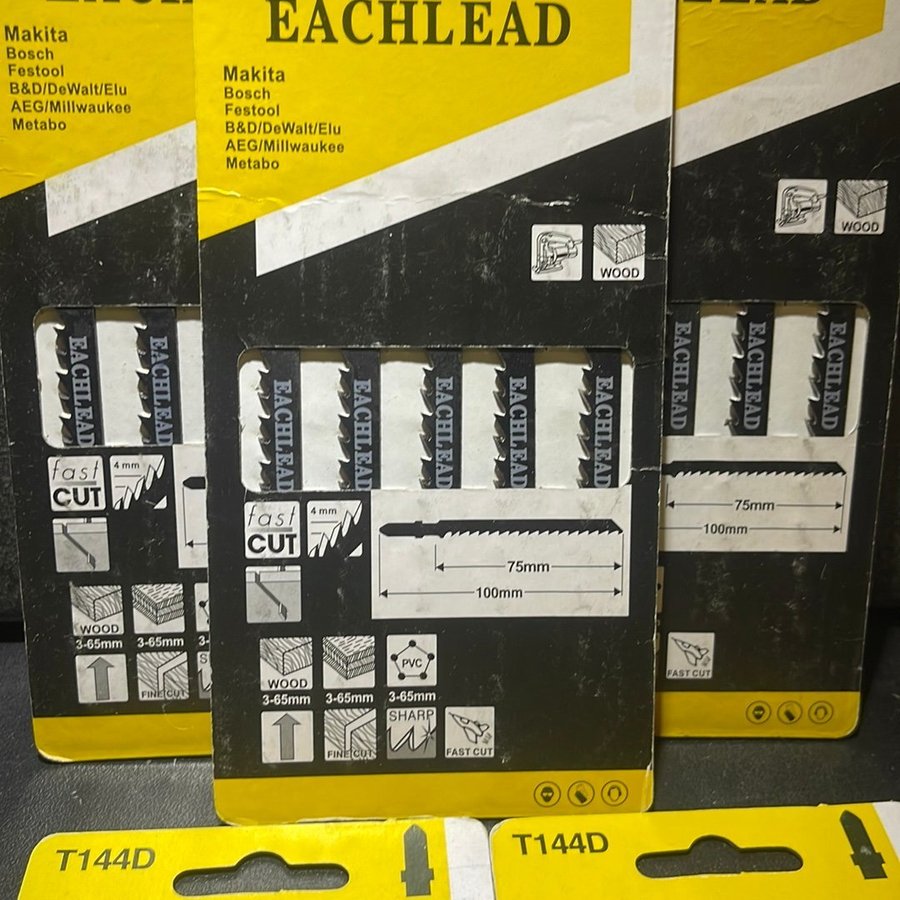 EACHLEAD
Makita
Bosch
Festool
B&D/DeWalt/Elu
AEG/Millwaukee
Metabo
Makita
Bosch
Festool
B&D/DeWalt/Elu
AEG/Millwaukee
Metabo
WOOD
WOOD
EACHLEAD
EACHLEAD
EACHLEAD
EACHLEAD
EACHLEAD
EACHLEAD
EACHLEAD
EACHLEAD
EACHLEAD
EACHLEAD
fast
CUT
4 mm
fast
CUT
4 mm
75mm
100mm
75mm
100mm
WOOD
3-65mm
3-65mm
3-
FINE CUT
S
WOOD
3-65mm
3-65mm
PVC
3-65mm
FINE CUT
SHARP
FAST CUT
FAST CUT
T144D
T144D